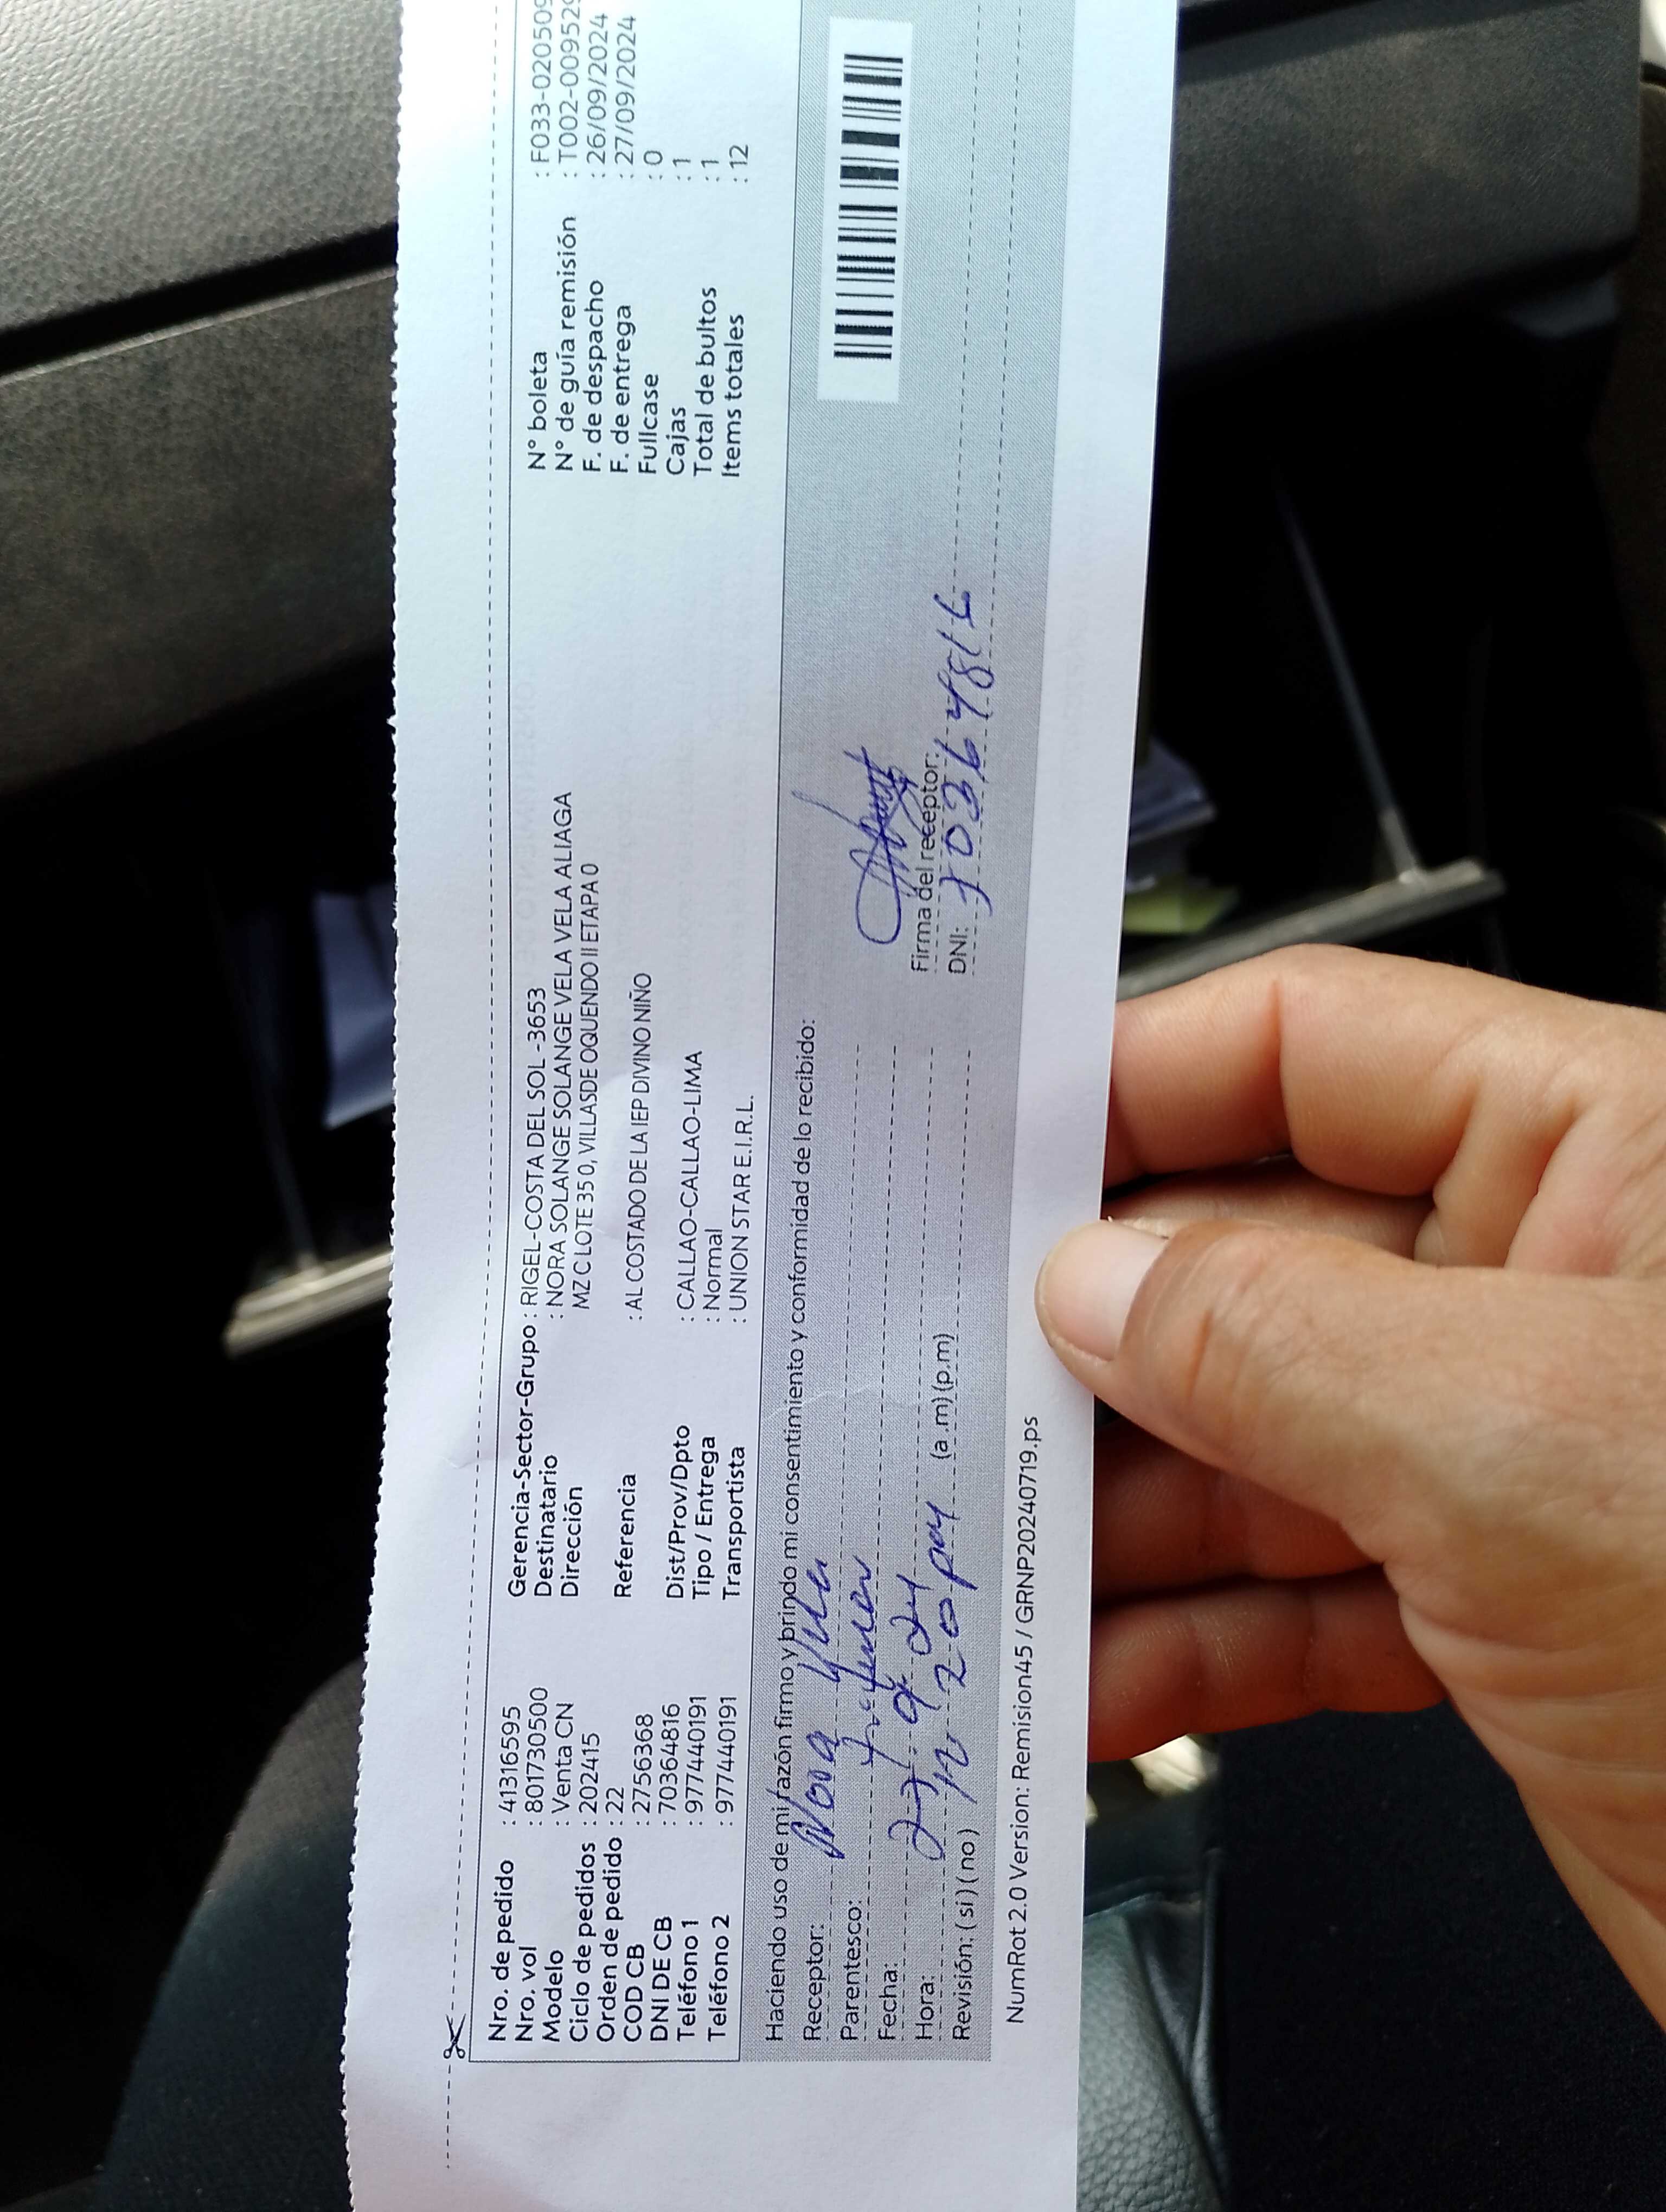 Nro. de pedido : 41316595
Nro. vol : 801730500
Modelo : Venta CN
Ciclo de pedidos : 202415
Orden de pedido : 22
COD CB : 2756368
DNI DE CB : 70364816
Teléfono 1 : 977440191
Teléfono 2 : 977440191
Gerencia-Sector-Grupo : RIGEL-COSTA DEL SOL -3653
Destinatario : NORA SOLANGE SOLANGE VELA VELA ALIAGA
Dirección MZ C LOTE 35 0, VILLASDE OQUENDO II ETAPA 0
Referencia : AL COSTADO DE LA IEP DIVINO NIÑO
Dist/Prov/Dpto : CALLAO-CALLAO-LIMA
Tipo / Entrega : Normal
Transportista : UNION STAR E.I.R.L.
N° boleta : F033-020509
N° de guía remisión : T002-009529
F. de despacho : 26/09/2024
F. de entrega : 27/09/2024
Fullcase : 0
Cajas : 1
Total de bultos : 1
Items totales : 12
Haciendo uso de mi razón firmo y brindo mi consentimiento y conformidad de lo recibido:
Receptor: Nora Vela
Parentesco:
Fecha: 27. 9. 24
Hora: 12 20 pm (a .m) (p.m)
Revisión: ( si ) ( no )
Firma del receptor:
DNI: 70364816
NumRot 2.0 Version: Remision45 / GRNP20240719.ps